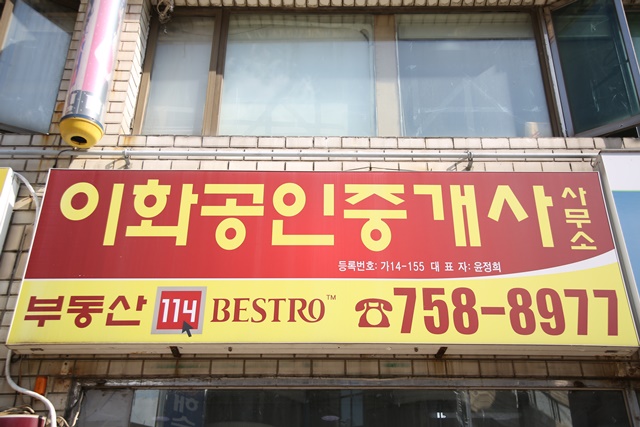 이화공인중개사 사무소
등록번호: 가14-155 대 표 자: 윤정희
부동산 114 BESTRO™ ☎758-8977